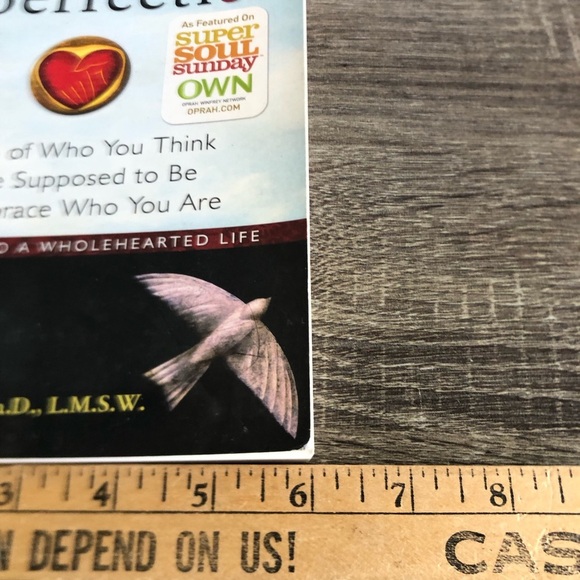 As Featured On
SUPER
SOUL
SUNDAY
OWN
OPRAH WINFREY NETWORK
OPRAH.COM
of Who You Think
Supposed to Be
race Who You Are
A WHOLEHEARTED LIFE
.D., L.M.S.W.
3 4 5 6 7 8
N DEPEND ON US!
CAS